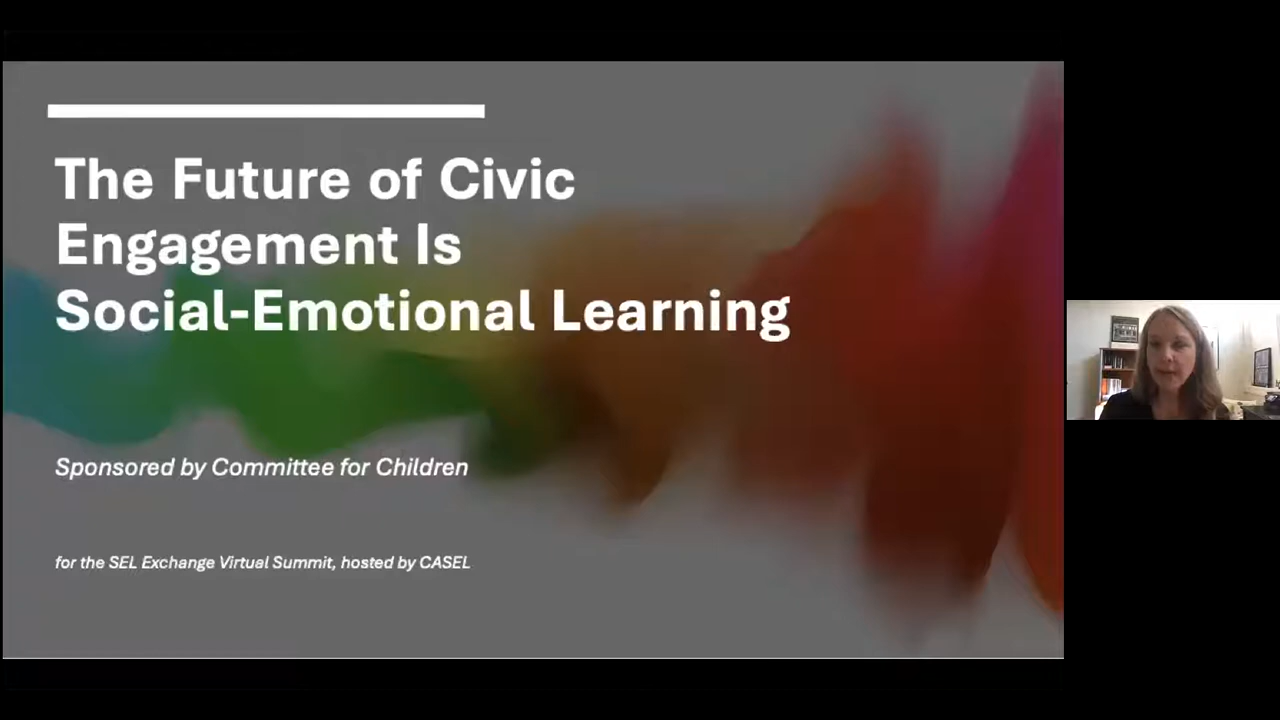 The Future of Civic
Engagement Is
Social-Emotional Learning
Sponsored by Committee for Children
for the SEL Exchange Virtual Summit, hosted by CASEL